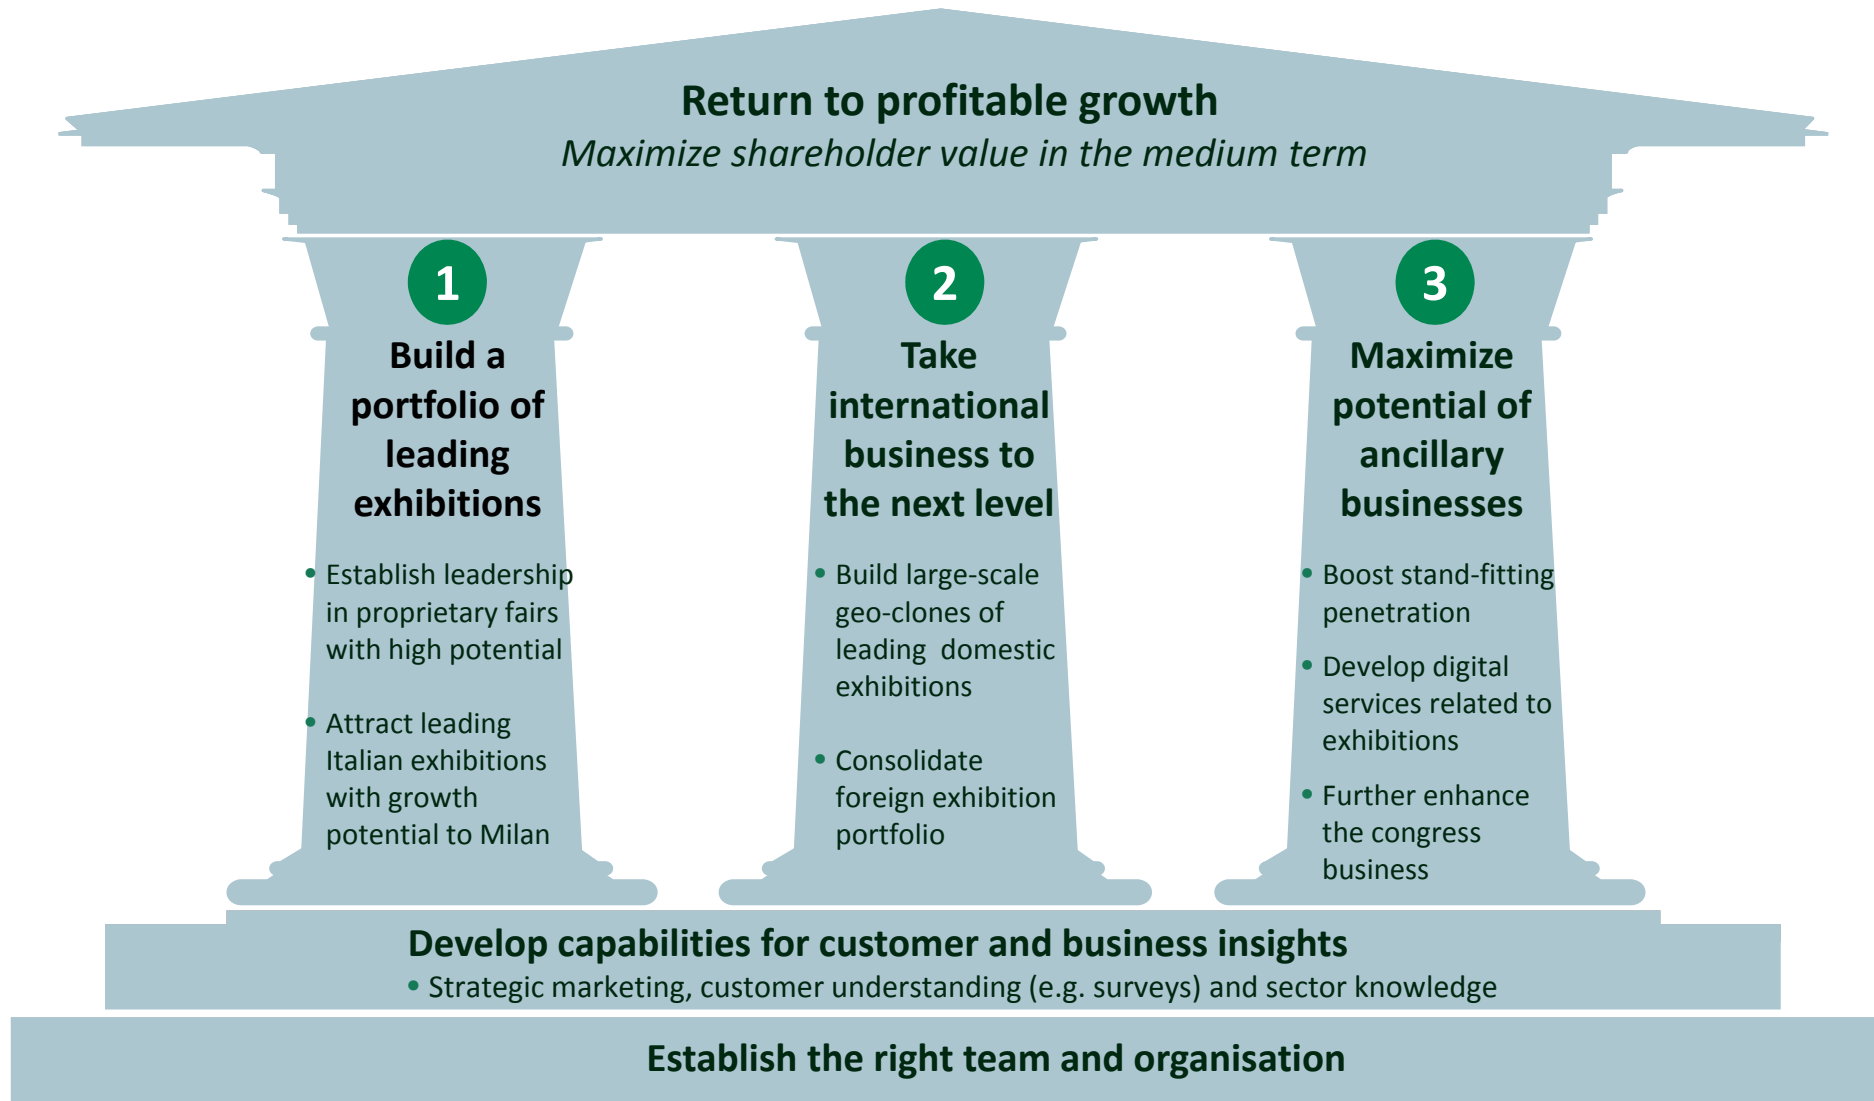 Return to profitable growth
Maximize shareholder value in the medium term
1
Build a
portfolio of
leading
exhibitions
• Establish leadership
in proprietary fairs
with high potential
• Attract leading
Italian exhibitions
with growth
potential to Milan
2
Take
international
business to
the next level
• Build large-scale
geo-clones of
leading domestic
exhibitions
• Consolidate
foreign exhibition
portfolio
3
Maximize
potential of
ancillary
businesses
• Boost stand-fitting
penetration
• Develop digital
services related to
exhibitions
• Further enhance
the congress
business
Develop capabilities for customer and business insights
• Strategic marketing, customer understanding (e.g. surveys) and sector knowledge
Establish the right team and organisation